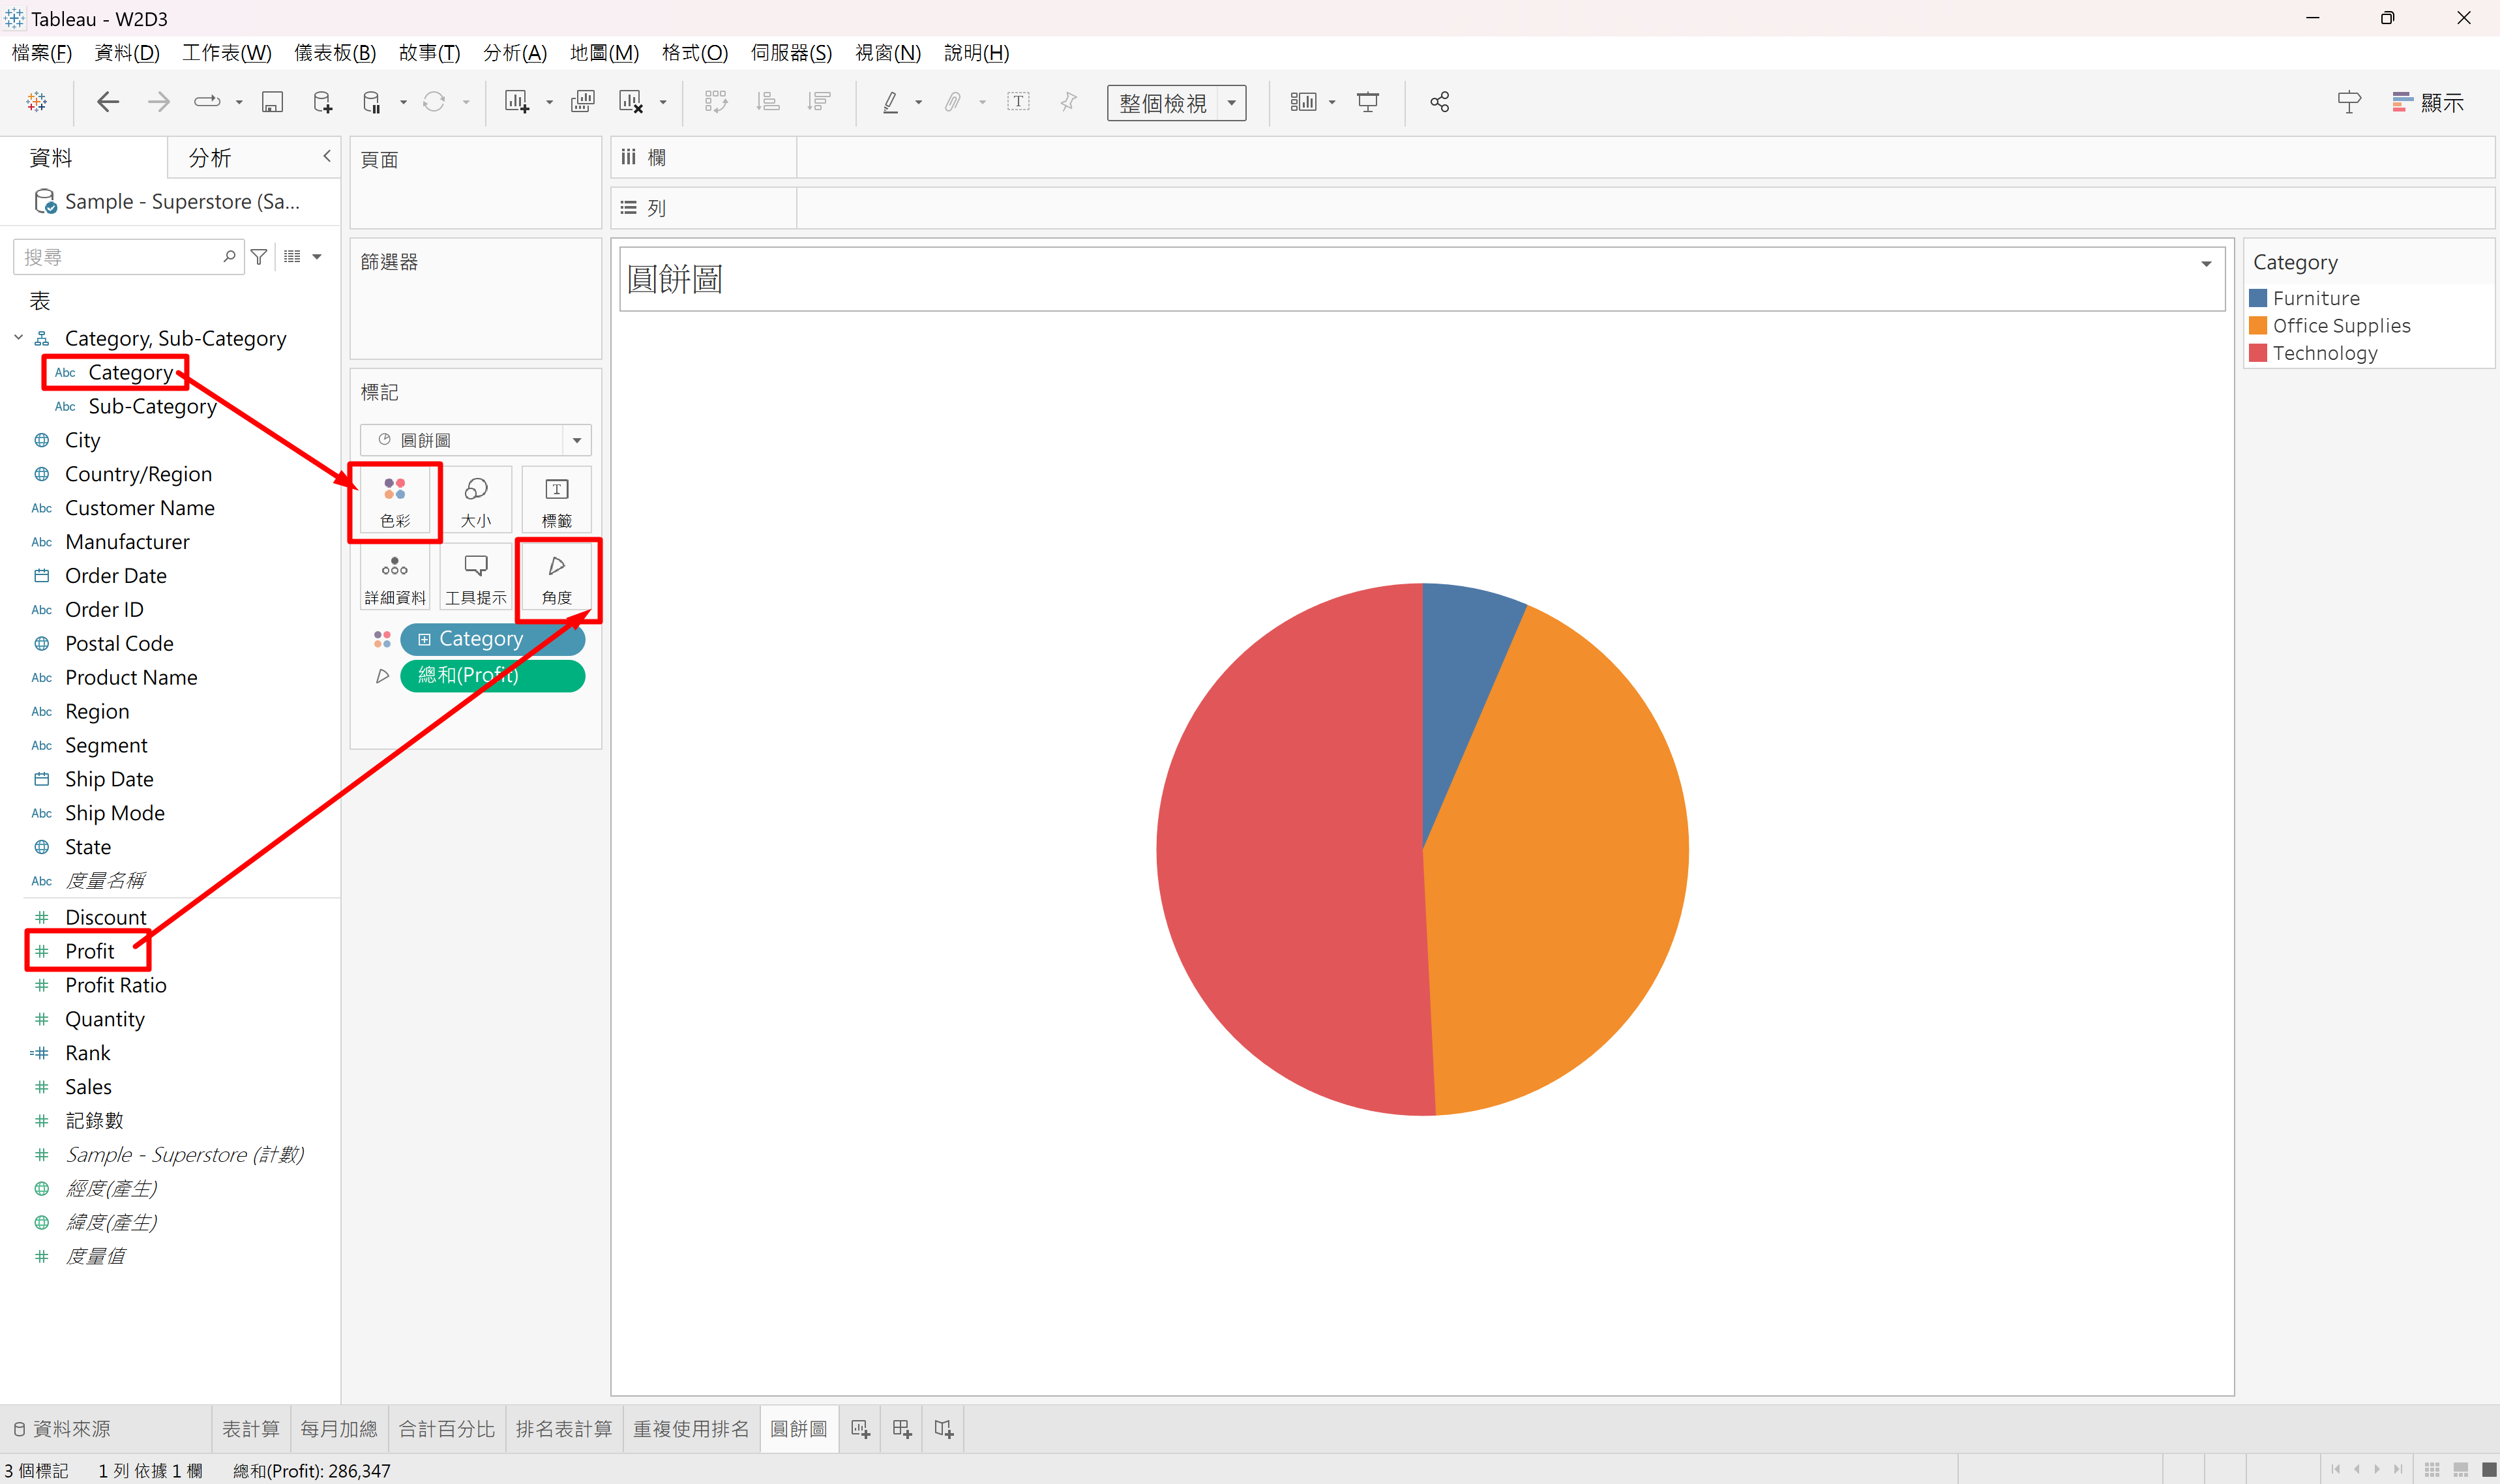 Tableau - W2D3
檔案(F) 資料(D) 工作表(W) 儀表板(B) 故事(T) 分析(A) 地圖(M) 格式(O) 伺服器(S) 視窗(N) 說明(H)
整個檢視
顯示
資料 分析
Sample - Superstore (Sa...
搜尋
表
Category, Sub-Category
Abc Category
Abc Sub-Category
City
Country/Region
Abc Customer Name
Abc Manufacturer
Order Date
Abc Order ID
Postal Code
Abc Product Name
Abc Region
Abc Segment
Ship Date
Abc Ship Mode
State
Abc 度量名稱
# Discount
# Profit
# Profit Ratio
# Quantity
=# Rank
# Sales
# 記錄數
# Sample - Superstore (計數)
經度(產生)
緯度(產生)
# 度量值
頁面
篩選器
標記
圓餅圖
色彩 大小 標籤
詳細資料 工具提示 角度
Category
總和(Profit)
欄
列
圓餅圖
Category
Furniture
Office Supplies
Technology
資料來源 表計算 每月加總 合計百分比 排名表計算 重複使用排名 圓餅圖
3 個標記 1 列 依據 1 欄 總和(Profit): 286,347